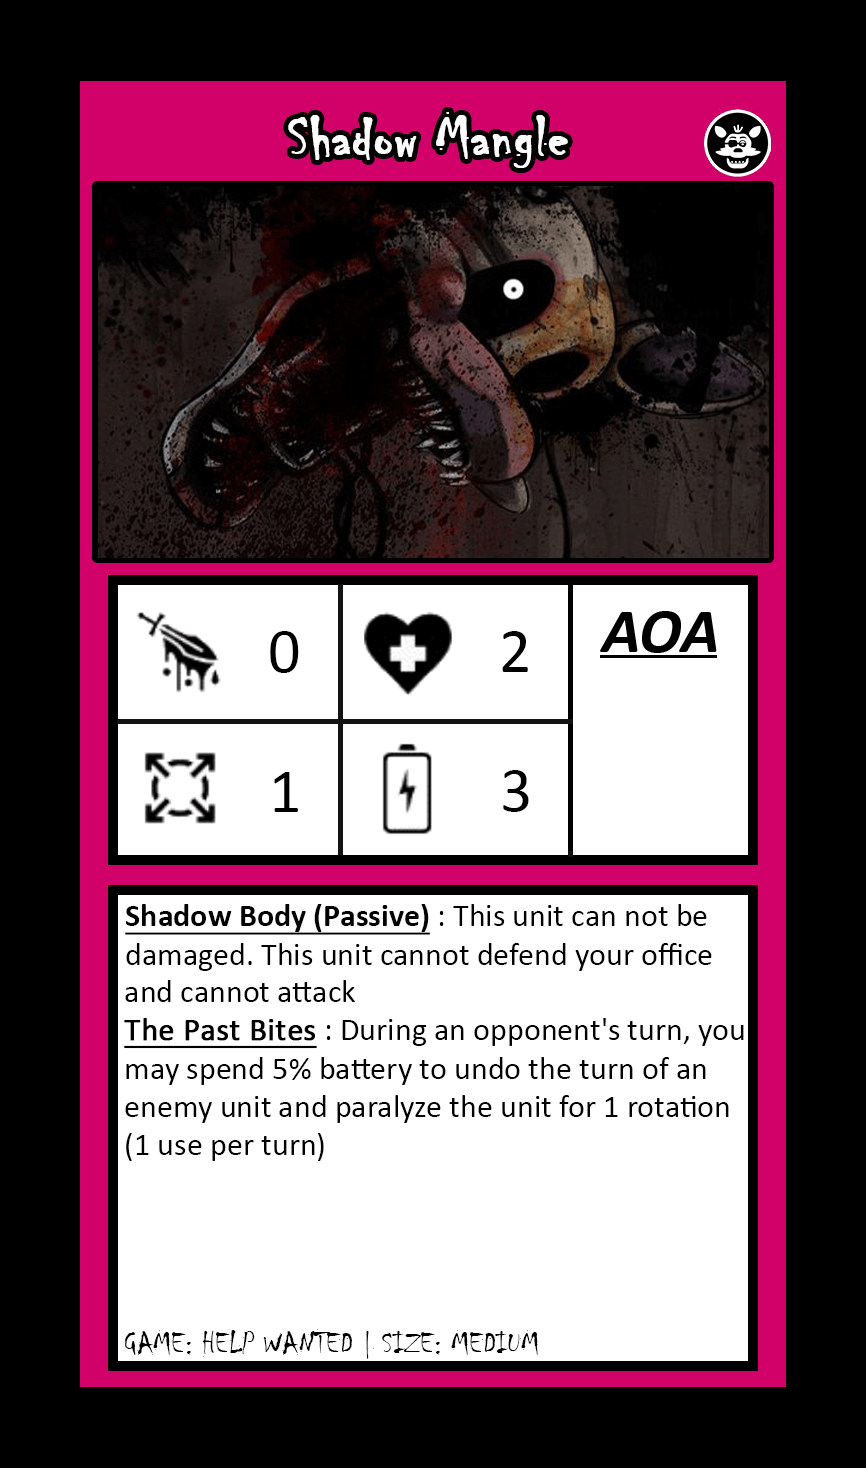 Shadow Mangle
0
2
AOA
1
3
Shadow Body (Passive) : This unit can not be
damaged. This unit cannot defend your office
and cannot attack
The Past Bites : During an opponent's turn, you
may spend 5% battery to undo the turn of an
enemy unit and paralyze the unit for 1 rotation
(1 use per turn)
GAME: HELP WANTED | SIZE: MEDIUM